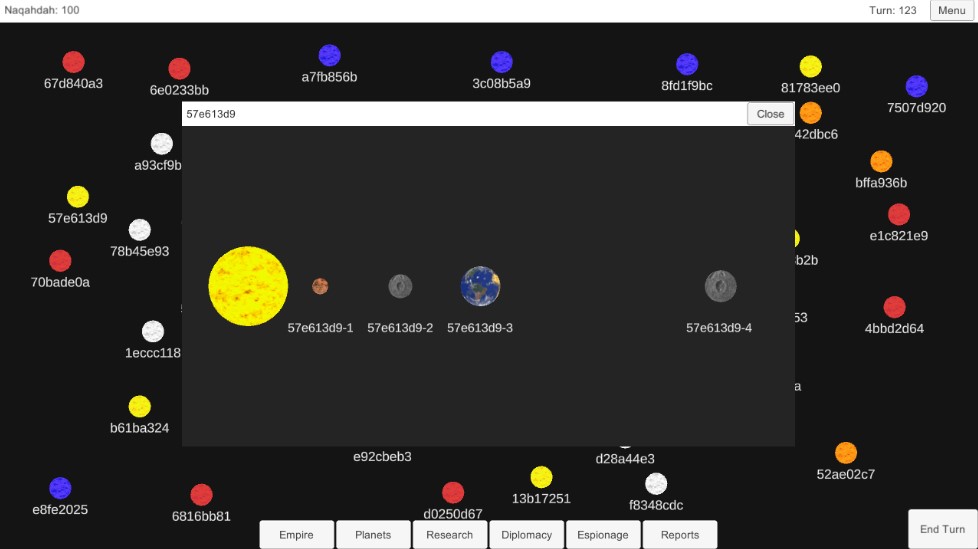 Naqahdah: 100
Turn: 123
Menu
67d840a3
6e0233bb
a7fb856b
3c08b5a9
8fd1f9bc
81783ee0
7507d920
57e613d9
Close
42dbc6
a93cf9b
bffa936b
57e613d9
78b45e93
e1c821e9
b2b
70bade0a
57e613d9-1
57e613d9-2
57e613d9-3
57e613d9-4
53
4bbd2d64
1eccc118
a
b61ba324
e92cbeb3
d28a44e3
52ae02c7
13b17251
f8348cdc
e8fe2025
6816bb81
d0250d67
Empire
Planets
Research
Diplomacy
Espionage
Reports
End Turn